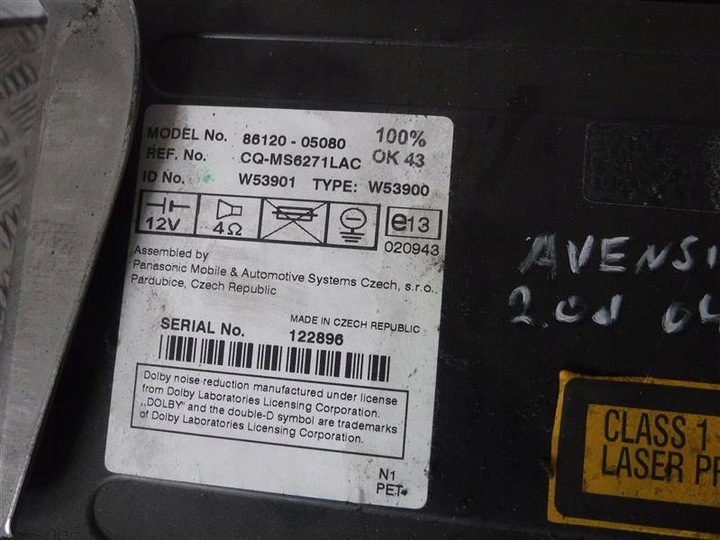 MODEL No. 86120 - 05080 100%
REF. No. CQ-MS6271LAC OK 43
ID No. W53901 TYPE: W53900
12V 4Ω e13
020943
Assembled by
Panasonic Mobile & Automotive Systems Czech, s.r.o.
Pardubice, Czech Republic
MADE IN CZECH REPUBLIC
SERIAL No. 122896
Dolby noise reduction manufactured under license
from Dolby Laboratories Licensing Corporation.
„DOLBY" and the double-D symbol are trademarks
of Dolby Laboratories Licensing Corporation.
N1
PET
AVENSI
2.0d
CLASS 1
LASER PR